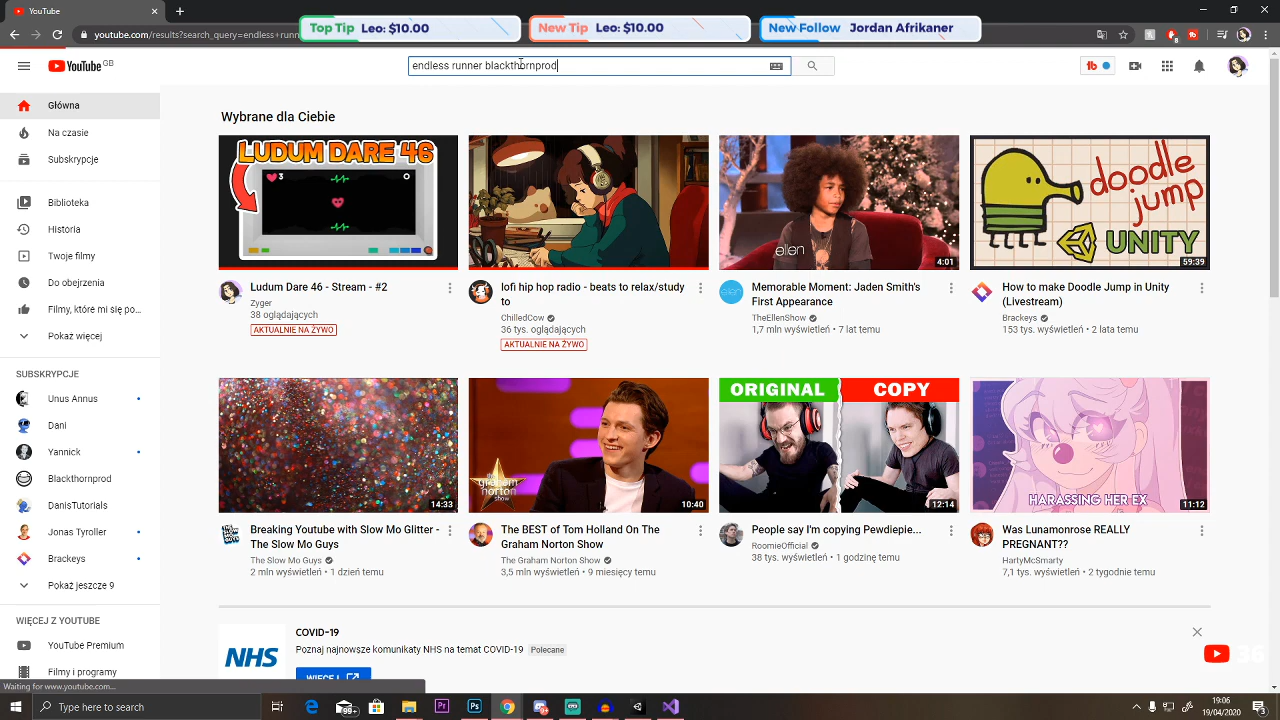 YouTube
Top Tip Leo: $10.00
New Tip Leo: $10.00
New Follow Jordan Afrikaner
YouTube GB
endless runner blackthornprod
Główna
Na czasie
Subskrypcje
Biblioteka
Historia
Twoje filmy
Do obejrzenia
Filmy, które mi się po...
Pokaż więcej
SUBSKRYPCJE
Unus Annus
Dani
Yannick
Blackthornprod
DanisTutorials
Jonas Tyroller
Brackeys
Pokaż jeszcze 9
WIĘCEJ Z YOUTUBE
YouTube Premium
Filmy i programy
Wybrane dla Ciebie
LUDUM DARE 46
3
Ludum Dare 46 - Stream - #2
Zyger
38 oglądających
AKTUALNIE NA ŻYWO
lofi hip hop radio - beats to relax/study
to
ChilledCow
36 tys. oglądających
AKTUALNIE NA ŻYWO
ellen
4:01
Memorable Moment: Jaden Smith's
First Appearance
TheEllenShow
1,7 mln wyświetleń • 7 lat temu
doodle
jump
UNITY
59:39
How to make Doodle Jump in Unity
(Livestream)
Brackeys
153 tys. wyświetleń • 2 lata temu
14:33
Breaking Youtube with Slow Mo Glitter -
The Slow Mo Guys
The Slow Mo Guys
2 mln wyświetleń • 1 dzień temu
the
graham
norton
show
10:40
The BEST of Tom Holland On The
Graham Norton Show
The Graham Norton Show
3,5 mln wyświetleń • 9 miesięcy temu
ORIGINAL COPY
12:14
People say I'm copying Pewdiepie...
RoomieOfficial
38 tys. wyświetleń • 1 godzinę temu
HARASSING HER EX
11:12
Was Lunamonrose REALLY
PREGNANT??
HartyMcSmarty
7,1 tys. wyświetleń • 2 tygodnie temu
NHS
COVID-19
Poznaj najnowsze komunikaty NHS na temat COVID-19 Polecane
WIĘCEJ
36
Waiting for www.youtube.com...
Type here to search
99+
Pr
Ps
19:06
19/04/2020